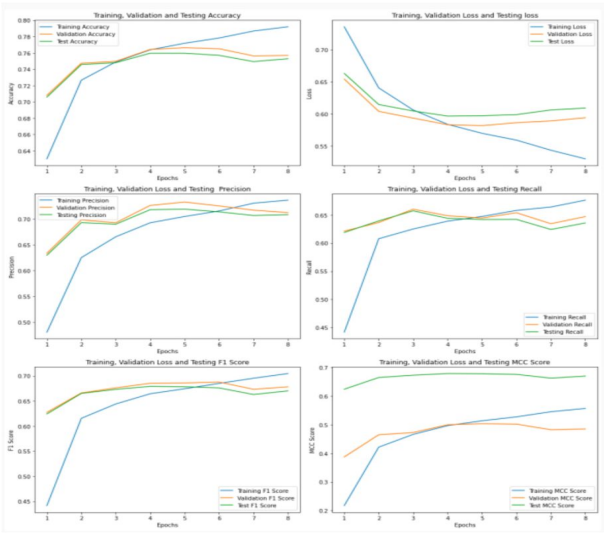 Training, Validation and Testing Accuracy
Training Accuracy
Validation Accuracy
Test Accuracy
0.80
0.78
0.76
0.74
0.72
0.70
0.68
0.66
0.64
Accuracy
1 2 3 4 5 6 7 8
Epochs
Training, Validation Loss and Testing loss
Training Loss
Validation Loss
Test Loss
0.70
0.65
0.60
0.55
Loss
1 2 3 4 5 6 7 8
Epochs
Training, Validation Loss and Testing Precision
Training Precision
Validation Precision
Testing Precision
0.70
0.65
0.60
0.55
0.50
Precision
1 2 3 4 5 6 7 8
Epochs
Training, Validation Loss and Testing Recall
0.65
0.60
0.55
0.50
0.45
Recall
Training Recall
Validation Recall
Testing Recall
1 2 3 4 5 6 7 8
Epochs
Training, Validation Loss and Testing F1 Score
0.70
0.65
0.60
0.55
0.50
0.45
F1 Score
Training F1 Score
Validation F1 Score
Test F1 Score
1 2 3 4 5 6 7 8
Epochs
Training, Validation Loss and Testing MCC Score
0.7
0.6
0.5
0.4
0.3
0.2
MCC Score
Training MCC Score
Validation MCC Score
Test MCC Score
1 2 3 4 5 6 7 8
Epochs